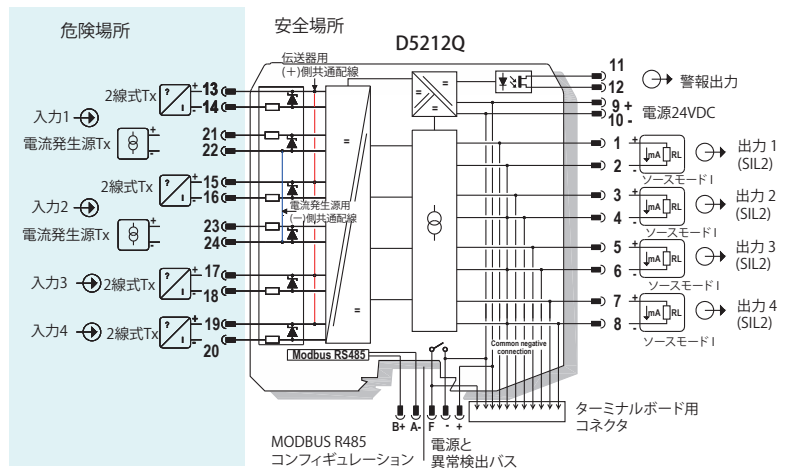 危険場所
安全場所
D5212Q
伝送器用
(+)側共通配線
2線式Tx
?
I
+
-
13
14
入力1
電流発生源Tx
+
-
21
22
2線式Tx
?
I
+
-
15
16
入力2
電流発生源Tx
+
-
23
24
電流発生源用
(ー)側共通配線
入力3
2線式Tx
?
I
+
-
17
18
入力4
2線式Tx
?
I
+
-
19
20
=
=
=
=
=
11
12
警報出力
9 +
10 -
電源24VDC
1
2
+
-
mA
RL
ソースモード I
出力 1
(SIL2)
3
4
+
-
mA
RL
ソースモード I
出力 2
(SIL2)
5
6
+
-
mA
RL
ソースモード I
出力 3
(SIL2)
7
8
+
-
mA
RL
ソースモード I
出力 4
(SIL2)
Common negative
connection
Modbus RS485
B+ A- F - +
ターミナルボード用
コネクタ
MODBUS R485
コンフィギュレーション
電源と
異常検出バス